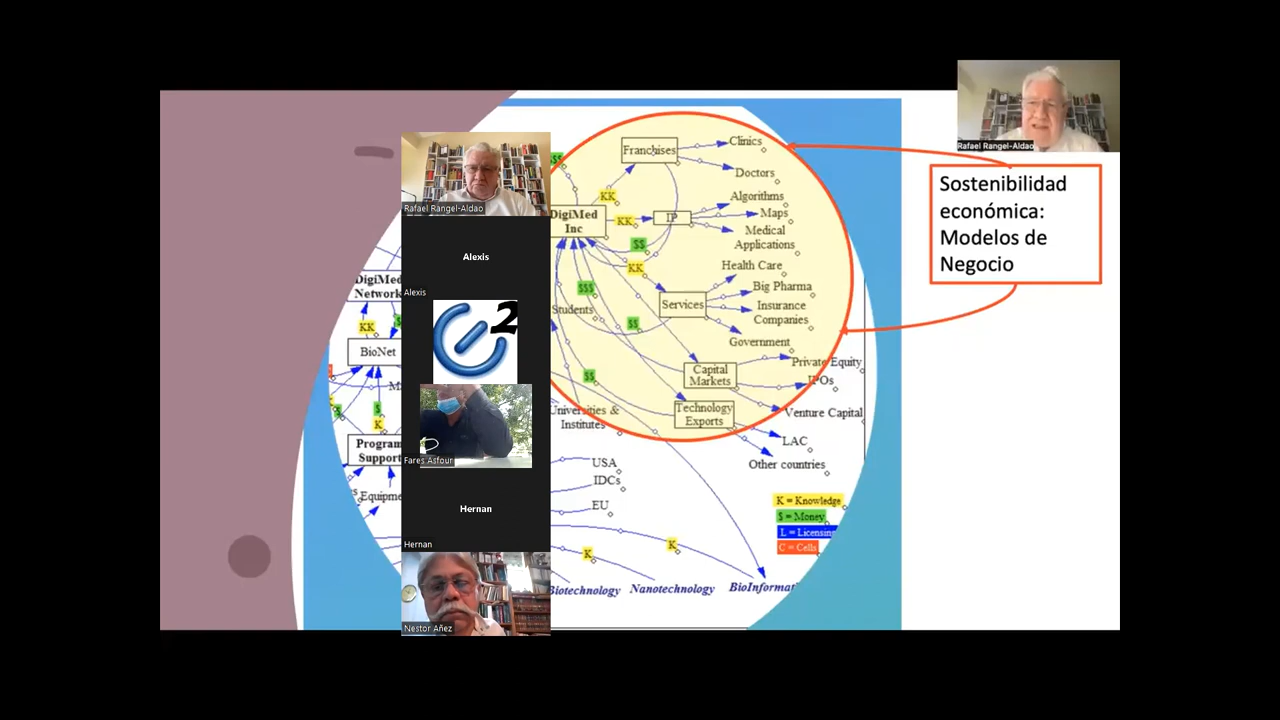 Rafael Rangel-Aldao
Sostenibilidad
económica:
Modelos de
Negocio
Rafael Rangel-Aldao
Alexis
Alexis
2
Fares Asfour
Hernan
Hernan
Nestor Añez
$$$
Franchises
Clinics
Doctors
KK
DigiMed
Inc
KK
IP
Algorithms
Maps
Medical
Applications
$$
KK
Health Care
Services
Big Pharma
Insurance
Companies
Government
$$$
Students
$$
Capital
Markets
Private Equity
IPOs
Venture Capital
$$
Technology
Exports
LAC
Other countries
Universities &
Institutes
USA
IDCs
EU
DigiMed
Network
KK
$
BioNet
$
$
K
Program
Support
Equipme
K
K
Biotechnology
Nanotechnology
BioInformati
K = Knowledge
$ = Money
L = Licensing
C = Cells